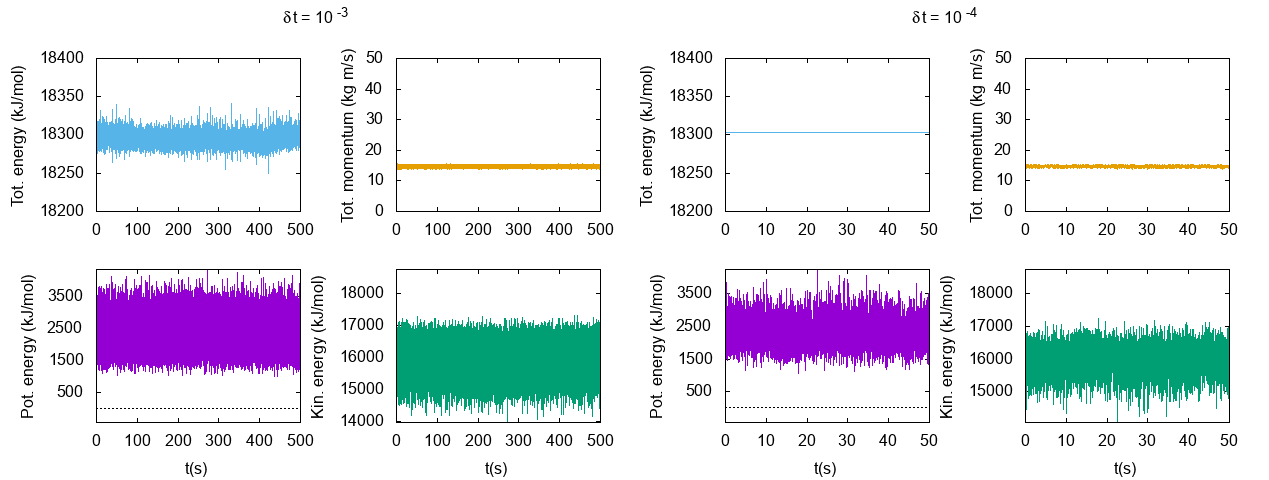 δt = 10 -3
δt = 10 -4
Tot. energy (kJ/mol)
18400
18350
18300
18250
18200
0 100 200 300 400 500
Tot. momentum (kg m/s)
50
40
30
20
10
0
0 100 200 300 400 500
Tot. energy (kJ/mol)
18400
18350
18300
18250
18200
0 10 20 30 40 50
Tot. momentum (kg m/s)
50
40
30
20
10
0
0 10 20 30 40 50
Pot. energy (kJ/mol)
3500
2500
1500
500
0 100 200 300 400 500
t(s)
Kin. energy (kJ/mol)
18000
17000
16000
15000
14000
0 100 200 300 400 500
t(s)
Pot. energy (kJ/mol)
3500
2500
1500
500
0 10 20 30 40 50
t(s)
Kin. energy (kJ/mol)
18000
17000
16000
15000
0 10 20 30 40 50
t(s)